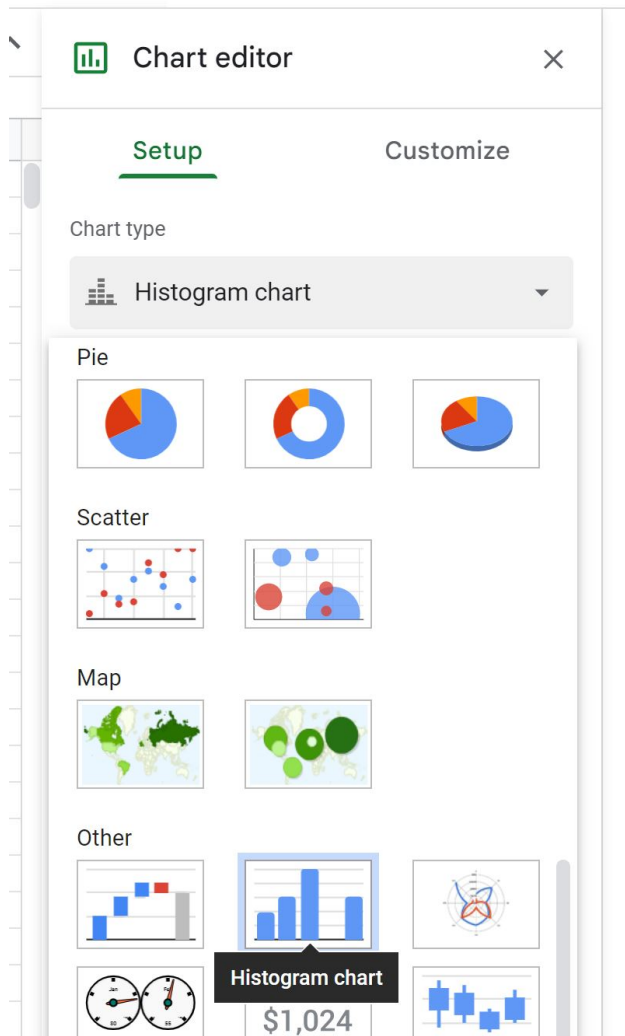 Chart editor
Setup Customize
Chart type
Histogram chart
Pie
Scatter
Map
Other
Histogram chart
$1,024